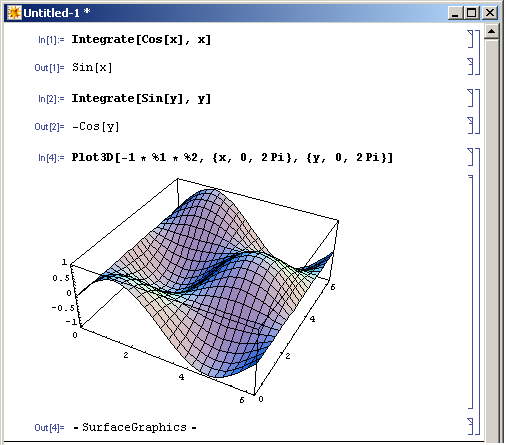 Untitled-1 *
In[1]:= Integrate[Cos[x], x]
Out[1]= Sin[x]
In[2]:= Integrate[Sin[y], y]
Out[2]= -Cos[y]
In[4]:= Plot3D[-1 * %1 * %2, {x, 0, 2 Pi}, {y, 0, 2 Pi}]
1
0.5
0
-0.5
-1
0
2
4
6
0
2
4
6
Out[4]= - SurfaceGraphics -